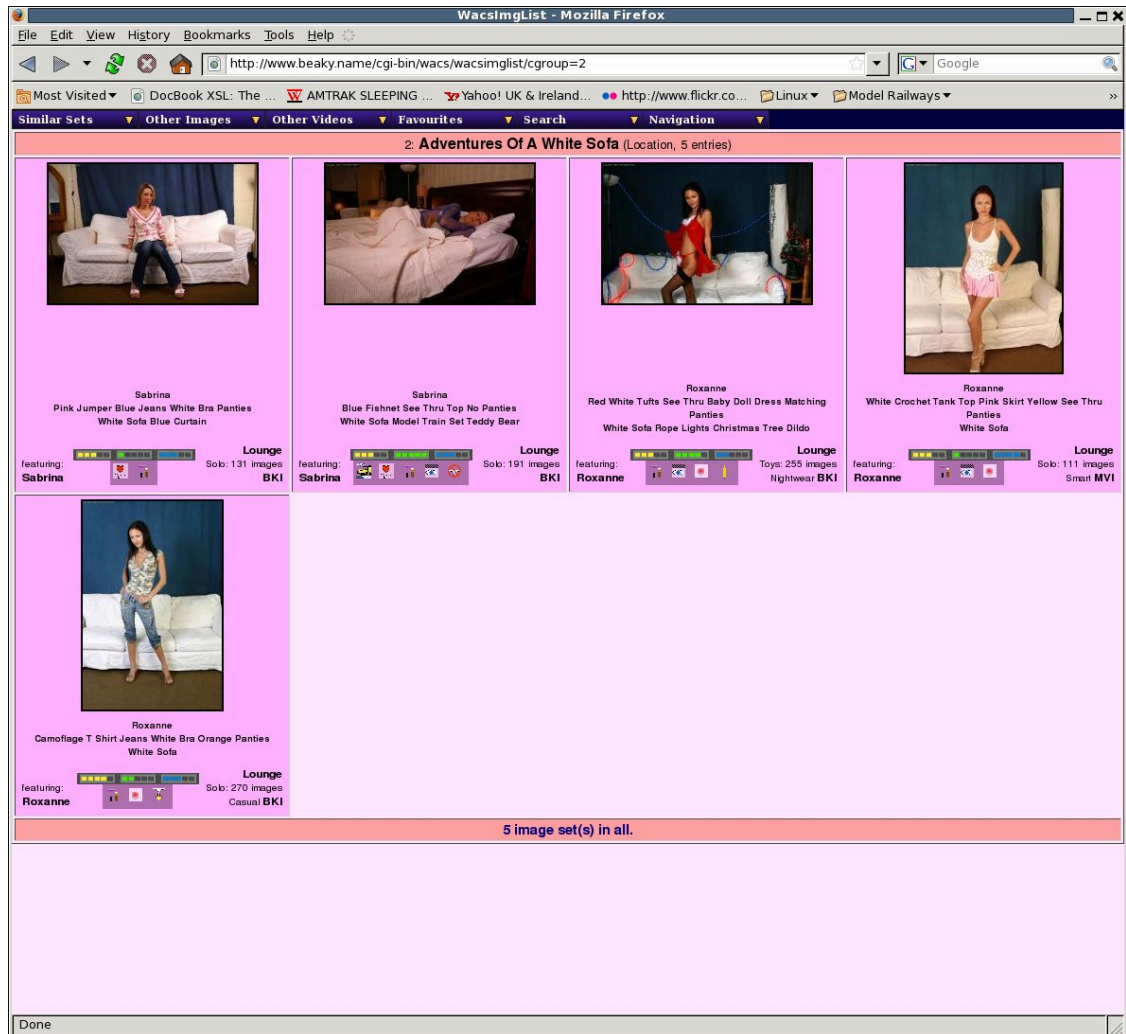 WacsImgList - Mozilla Firefox
File Edit View History Bookmarks Tools Help
http://www.beaky.name/cgi-bin/wacs/wacsimglist/cgroup=2 G Google
Most Visited DocBook XSL: The ... W AMTRAK SLEEPING ... Yahoo! UK & Ireland... http://www.flickr.co... Linux Model Railways »
Similar Sets Other Images Other Videos Favourites Search Navigation
2: Adventures Of A White Sofa (Location, 5 entries)
Sabrina
Pink Jumper Blue Jeans White Bra Panties
White Sofa Blue Curtain
Lounge
featuring: Solo: 131 images
Sabrina BKI
Sabrina
Blue Fishnet See Thru Top No Panties
White Sofa Model Train Set Teddy Bear
Lounge
featuring: Solo: 191 images
Sabrina BKI
Roxanne
Red White Tufts See Thru Baby Doll Dress Matching
Panties
White Sofa Rope Lights Christmas Tree Dildo
Lounge
featuring: Toys: 255 images
Roxanne Nightwear BKI
Roxanne
White Crochet Tank Top Pink Skirt Yellow See Thru
Panties
White Sofa
Lounge
featuring: Solo: 111 images
Roxanne Smart MVI
Roxanne
Camoflage T Shirt Jeans White Bra Orange Panties
White Sofa
Lounge
featuring: Solo: 270 images
Roxanne Casual BKI
5 image set(s) in all.
Done